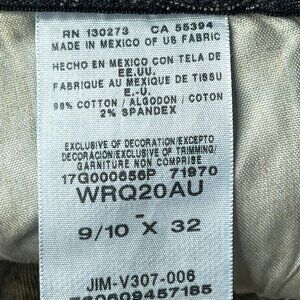 RN 130273 CA 55394
MADE IN MEXICO OF US FABRIC
HECHO EN MEXICO CON TELA DE
EE.UU.
FABRIQUE AU MEXIQUE DE TISSU
E.-U.
98% COTTON / ALGODON / COTON
2% SPANDEX
EXCLUSIVE OF DECORATION/EXCEPTO
DECORACION/EXCLUSIVE OF TRIMMING/
GARNITURE NON COMPRISE
17G000656P 71970
WRQ20AU
-
9/10 X 32
JIM-V307-006